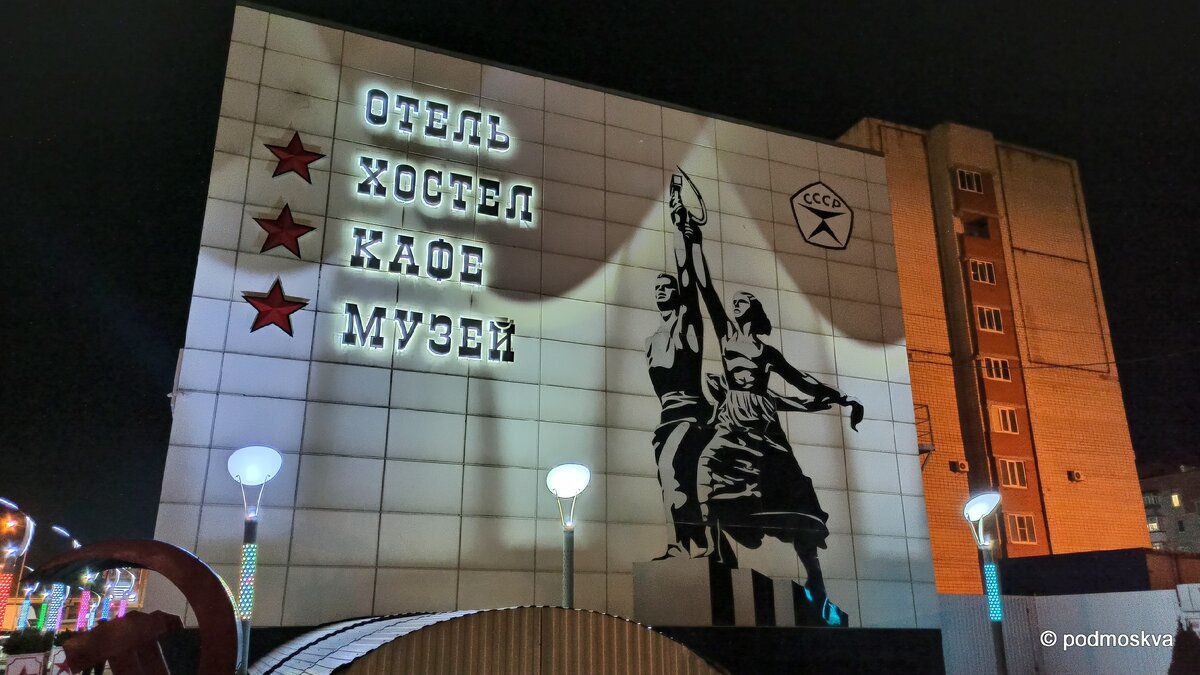 ОТЕЛЬ
ХОСТЕЛ
КАФЕ
МУЗЕЙ
СССР
© podmoskva